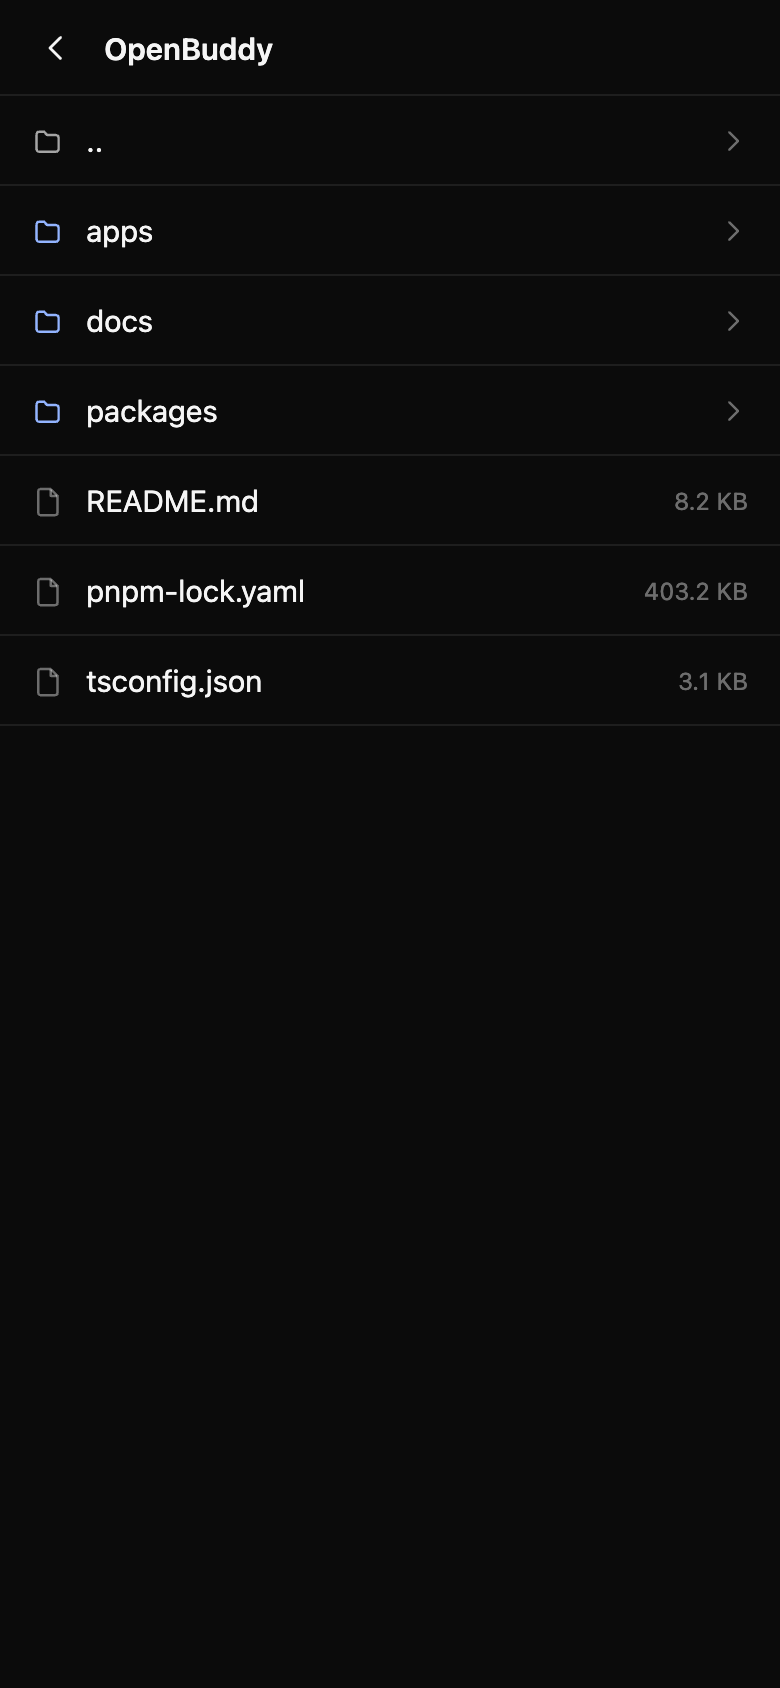 OpenBuddy
..
apps
docs
packages
README.md 8.2 KB
pnpm-lock.yaml 403.2 KB
tsconfig.json 3.1 KB